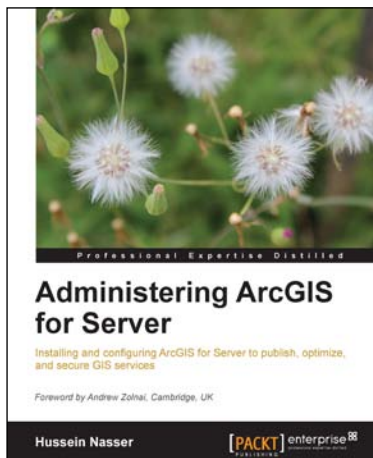 Professional Expertise Distilled
Administering ArcGIS
for Server
Installing and configuring ArcGIS for Server to publish, optimize,
and secure GIS services
Foreword by Andrew Zolnai, Cambridge, UK
Hussein Nasser
[PACKT] enterprise
PUBLISHING